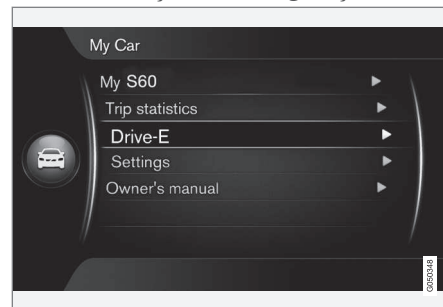 My Car
My S60
Trip statistics
Drive-E
Settings
Owner's manual
G050348